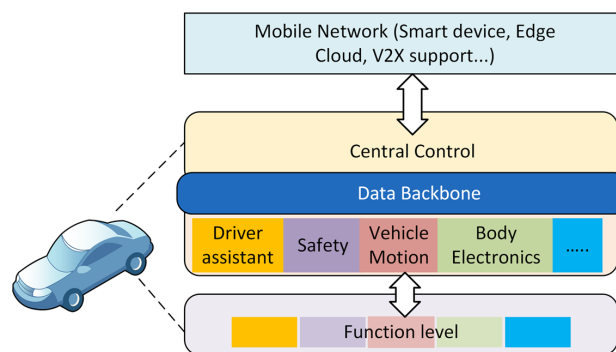 Mobile Network (Smart device, Edge
Cloud, V2X support...)
Central Control
Data Backbone
Driver
assistant
Safety
Vehicle
Motion
Body
Electronics
.....
Function level